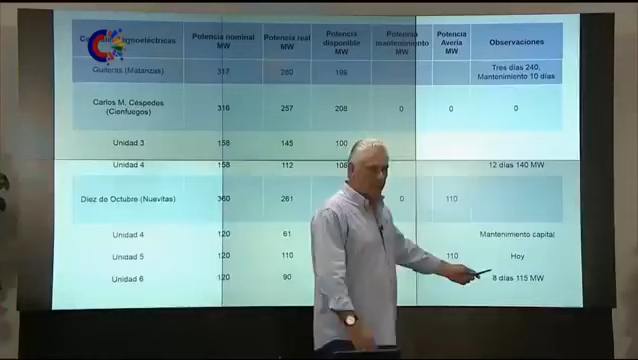 Potencia nominal MW Potencia real MW Potencia disponible MW Potencia mantenimiento MW Potencia Avería MW Observaciones
Guiteras (Matanzas) 317 260 199 Tres días 240, Mantenimiento 10 días
Carlos M. Céspedes (Cienfuegos) 316 257 208 0 0 0
Unidad 3 158 145 100
Unidad 4 158 112 108 12 días 140 MW
Diez de Octubre (Nuevitas) 360 261 0 110
Unidad 4 120 61 Mantenimiento capital
Unidad 5 120 110 110 Hoy
Unidad 6 120 90 8 días 115 MW